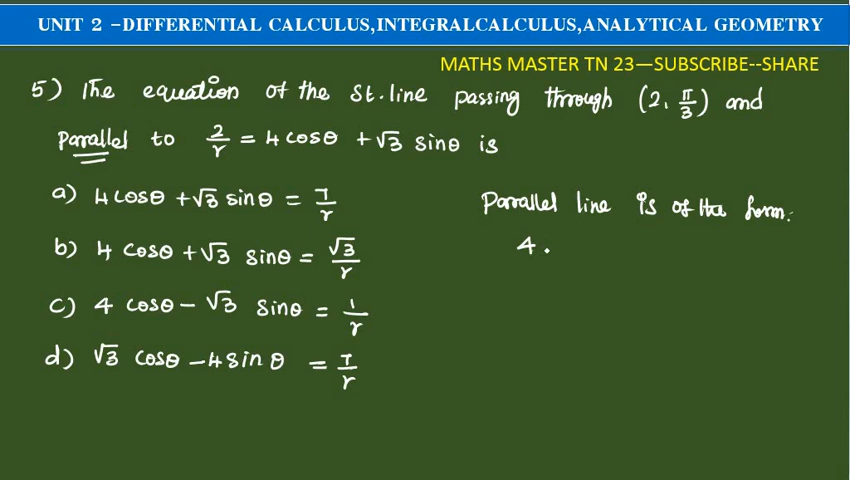 UNIT 2 –DIFFERENTIAL CALCULUS,INTEGRALCALCULUS,ANALYTICAL GEOMETRY
MATHS MASTER TN 23—SUBSCRIBE--SHARE
5) The equation of the St.line passing through (2, π/3) and
Parallel to 2/r = 4 cosθ + √3 sinθ is
a) 4 cosθ + √3 sinθ = 7/r
b) 4 cosθ + √3 sinθ = √3/r
c) 4 cosθ – √3 sinθ = 1/r
d) √3 cosθ – 4 sin θ = 7/r
Parallel line is of the form.
4 .